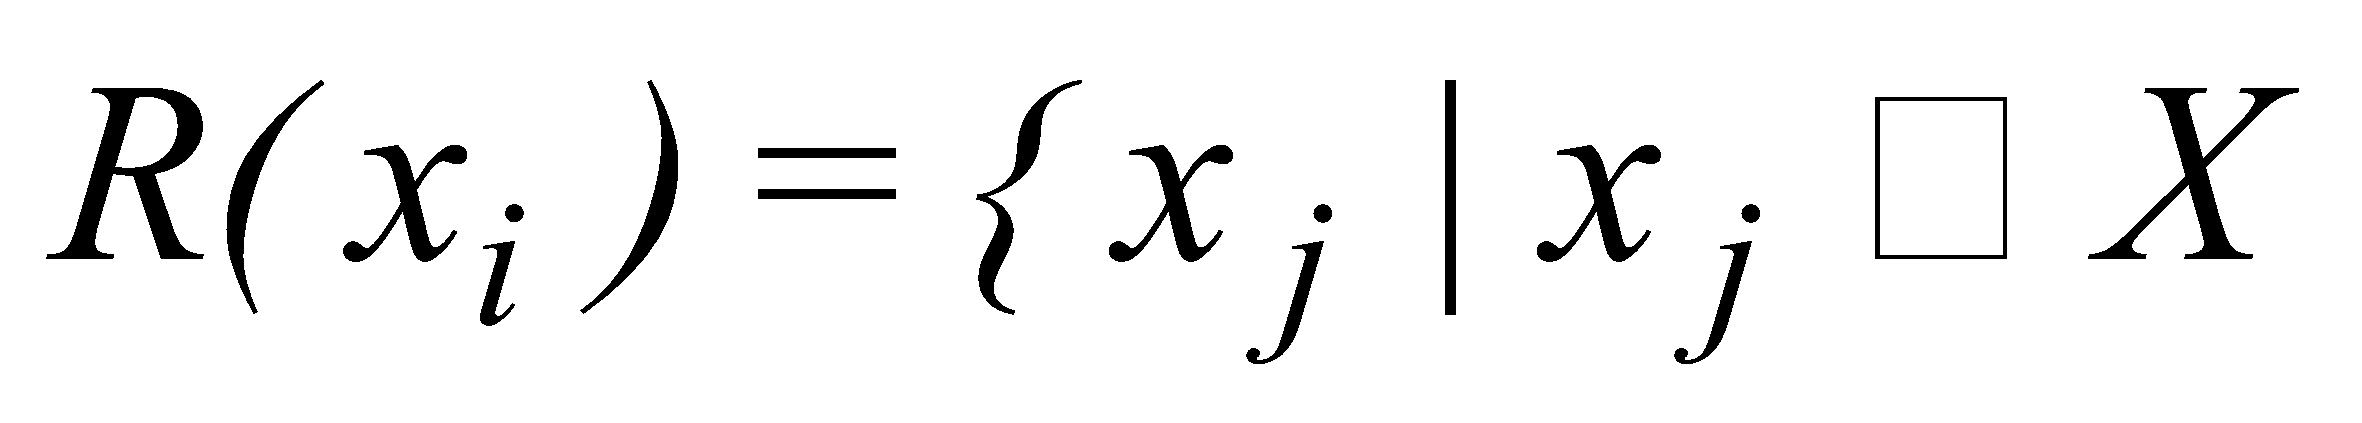 R(x_i) = {x_j | x_j □ X